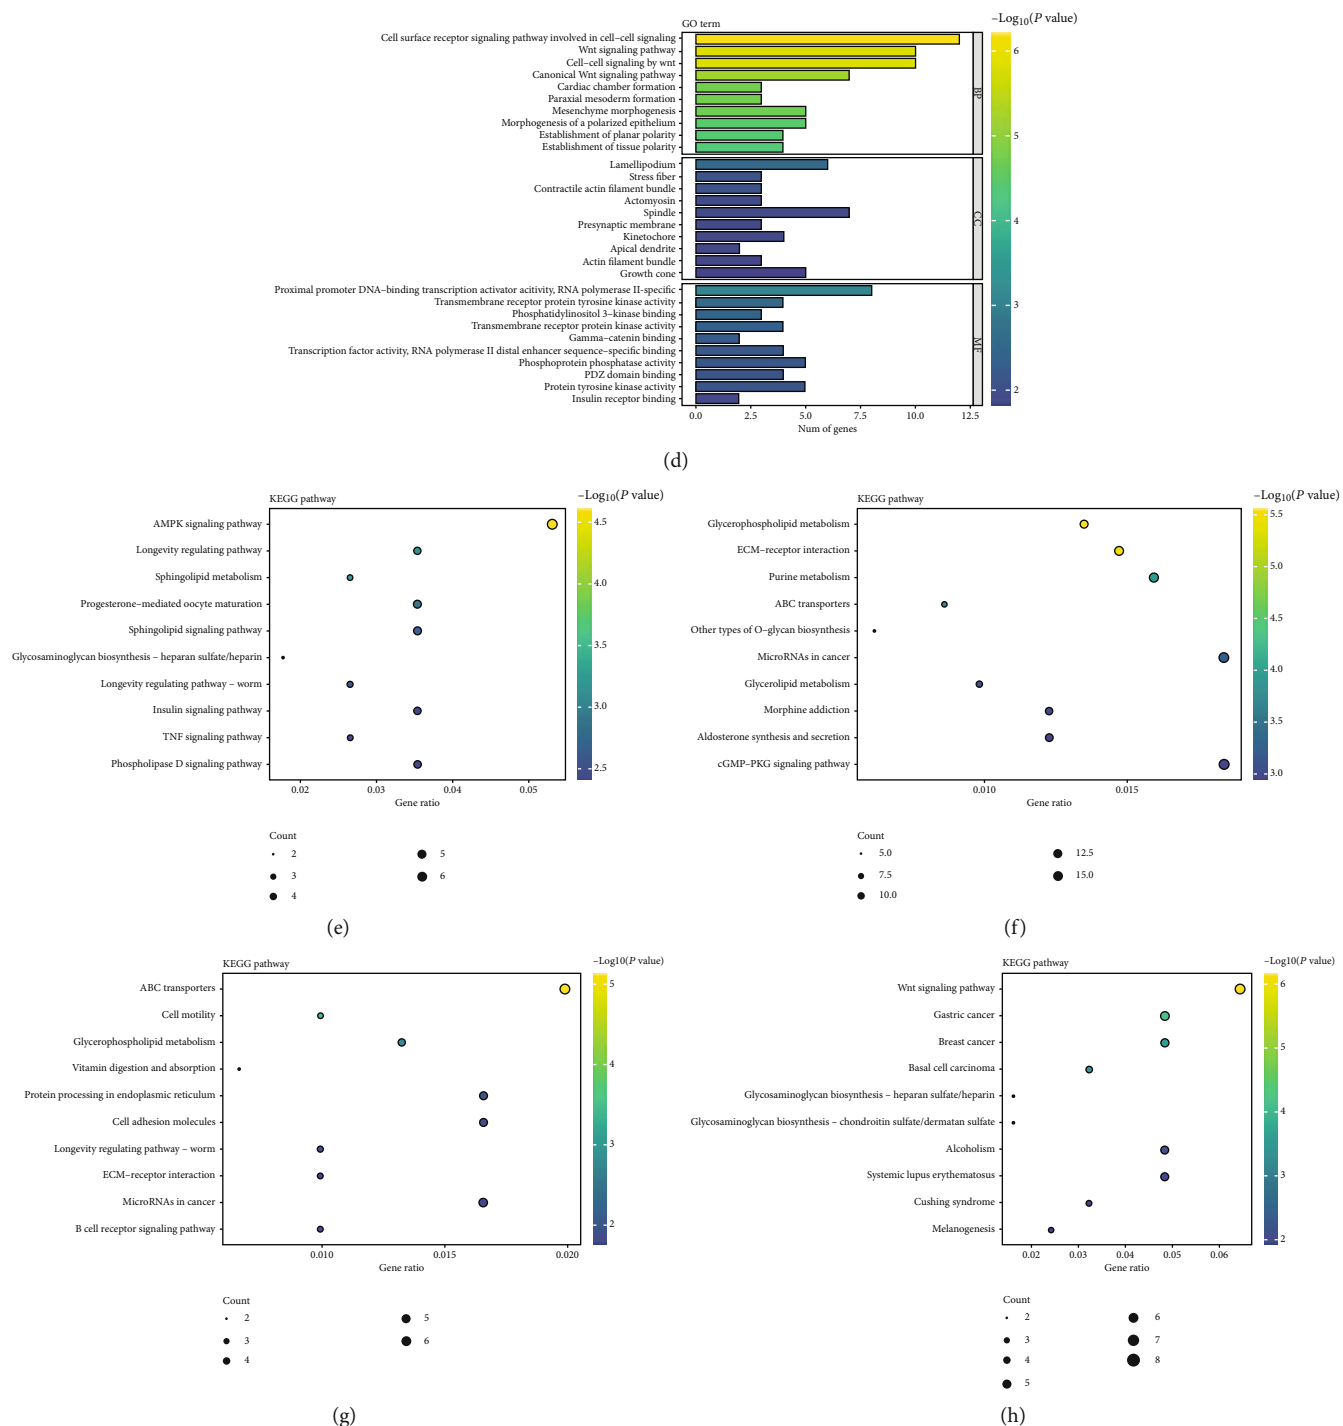 GO term
−Log10(P value)
Cell surface receptor signaling pathway involved in cell−cell signaling
Wnt signaling pathway
Cell−cell signaling by wnt
Canonical Wnt signaling pathway
Cardiac chamber formation
Paraxial mesoderm formation
Mesenchyme morphogenesis
Morphogenesis of a polarized epithelium
Establishment of planar polarity
Establishment of tissue polarity
BP
Lamellipodium
Stress fiber
Contractile actin filament bundle
Actomyosin
Spindle
Presynaptic membrane
Kinetochore
Apical dendrite
Actin filament bundle
Growth cone
CC
Proximal promoter DNA−binding transcription activator acitivity, RNA polymerase II-specific
Transmembrane receptor protein tyrosine kinase activity
Phosphatidylinositol 3−kinase binding
Transmembrane receptor protein kinase activity
Gamma−catenin binding
Transcription factor activity, RNA polymerase II distal enhancer sequence−specific binding
Phosphoprotein phosphatase activity
PDZ domain binding
Protein tyrosine kinase activity
Insulin receptor binding
MF
6
5
4
3
2
0.0 2.5 5.0 7.5 10.0 12.5
Num of genes
(d)
KEGG pathway
−Log10(P value)
AMPK signaling pathway
Longevity regulating pathway
Sphingolipid metabolism
Progesterone−mediated oocyte maturation
Sphingolipid signaling pathway
Glycosaminoglycan biosynthesis − heparan sulfate/heparin
Longevity regulating pathway − worm
Insulin signaling pathway
TNF signaling pathway
Phospholipase D signaling pathway
4.5
4.0
3.5
3.0
2.5
0.02 0.03 0.04 0.05
Gene ratio
Count
2 5
3 6
4
(e)
KEGG pathway
−Log10(P value)
Glycerophospholipid metabolism
ECM−receptor interaction
Purine metabolism
ABC transporters
Other types of O−glycan biosynthesis
MicroRNAs in cancer
Glycerolipid metabolism
Morphine addiction
Aldosterone synthesis and secretion
cGMP−PKG signaling pathway
5.5
5.0
4.5
4.0
3.5
3.0
0.010 0.015
Gene ratio
Count
5.0 12.5
7.5 15.0
10.0
(f)
KEGG pathway
−Log10(P value)
ABC transporters
Cell motility
Glycerophospholipid metabolism
Vitamin digestion and absorption
Protein processing in endoplasmic reticulum
Cell adhesion molecules
Longevity regulating pathway − worm
ECM−receptor interaction
MicroRNAs in cancer
B cell receptor signaling pathway
5
4
3
2
0.010 0.015 0.020
Gene ratio
Count
2 5
3 6
4
(g)
KEGG pathway
−Log10(P value)
Wnt signaling pathway
Gastric cancer
Breast cancer
Basal cell carcinoma
Glycosaminoglycan biosynthesis − heparan sulfate/heparin
Glycosaminoglycan biosynthesis − chondroitin sulfate/dermatan sulfate
Alcoholism
Systemic lupus erythematosus
Cushing syndrome
Melanogenesis
6
5
4
3
2
0.02 0.03 0.04 0.05 0.06
Gene ratio
Count
2 6
3 7
4 8
5
(h)